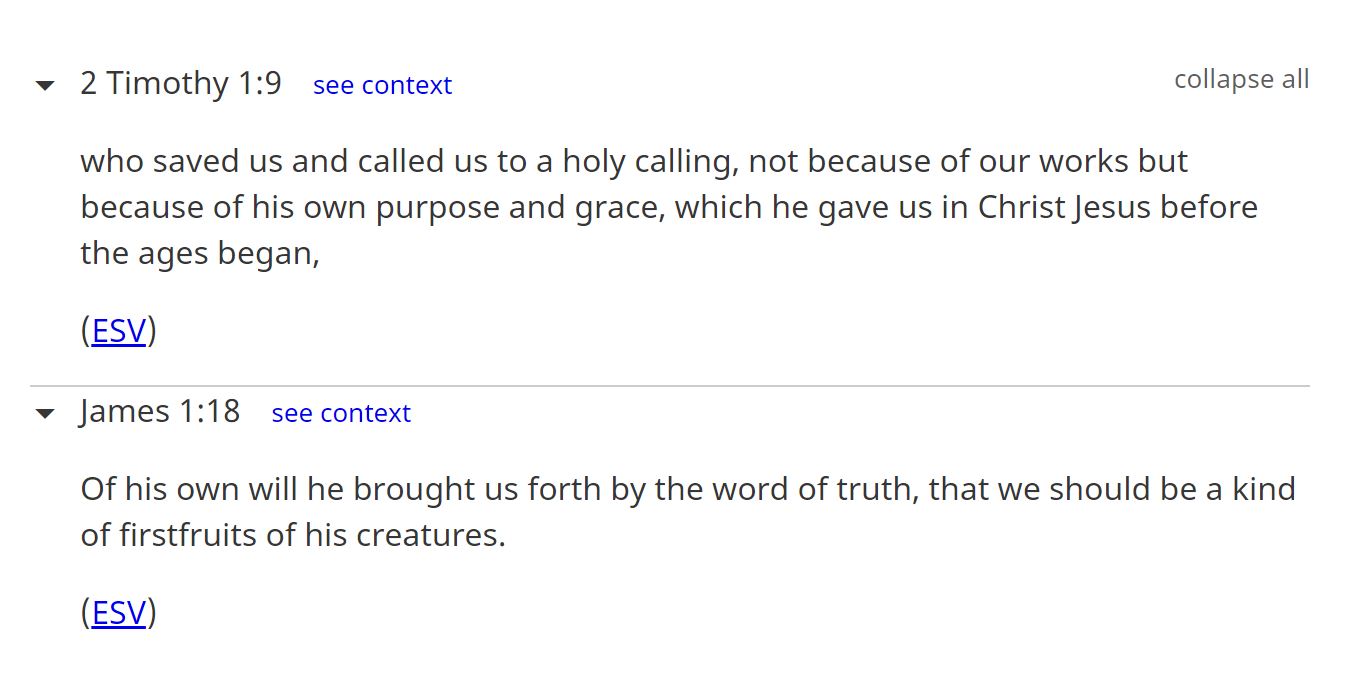 2 Timothy 1:9 see context collapse all
who saved us and called us to a holy calling, not because of our works but
because of his own purpose and grace, which he gave us in Christ Jesus before
the ages began,
(ESV)
James 1:18 see context
Of his own will he brought us forth by the word of truth, that we should be a kind
of firstfruits of his creatures.
(ESV)